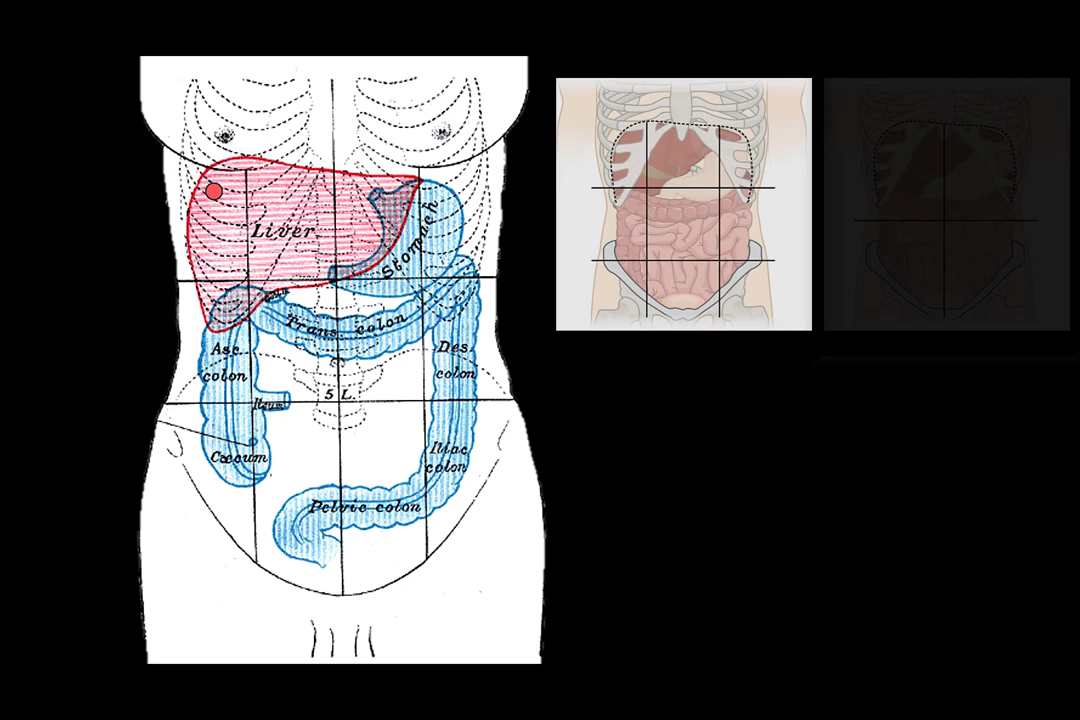 Liver
Stomach
Trans. colon
Asc.
colon
Des.
colon
5 L.
Ileum
Cæcum
Iliac
colon
Pelvic colon